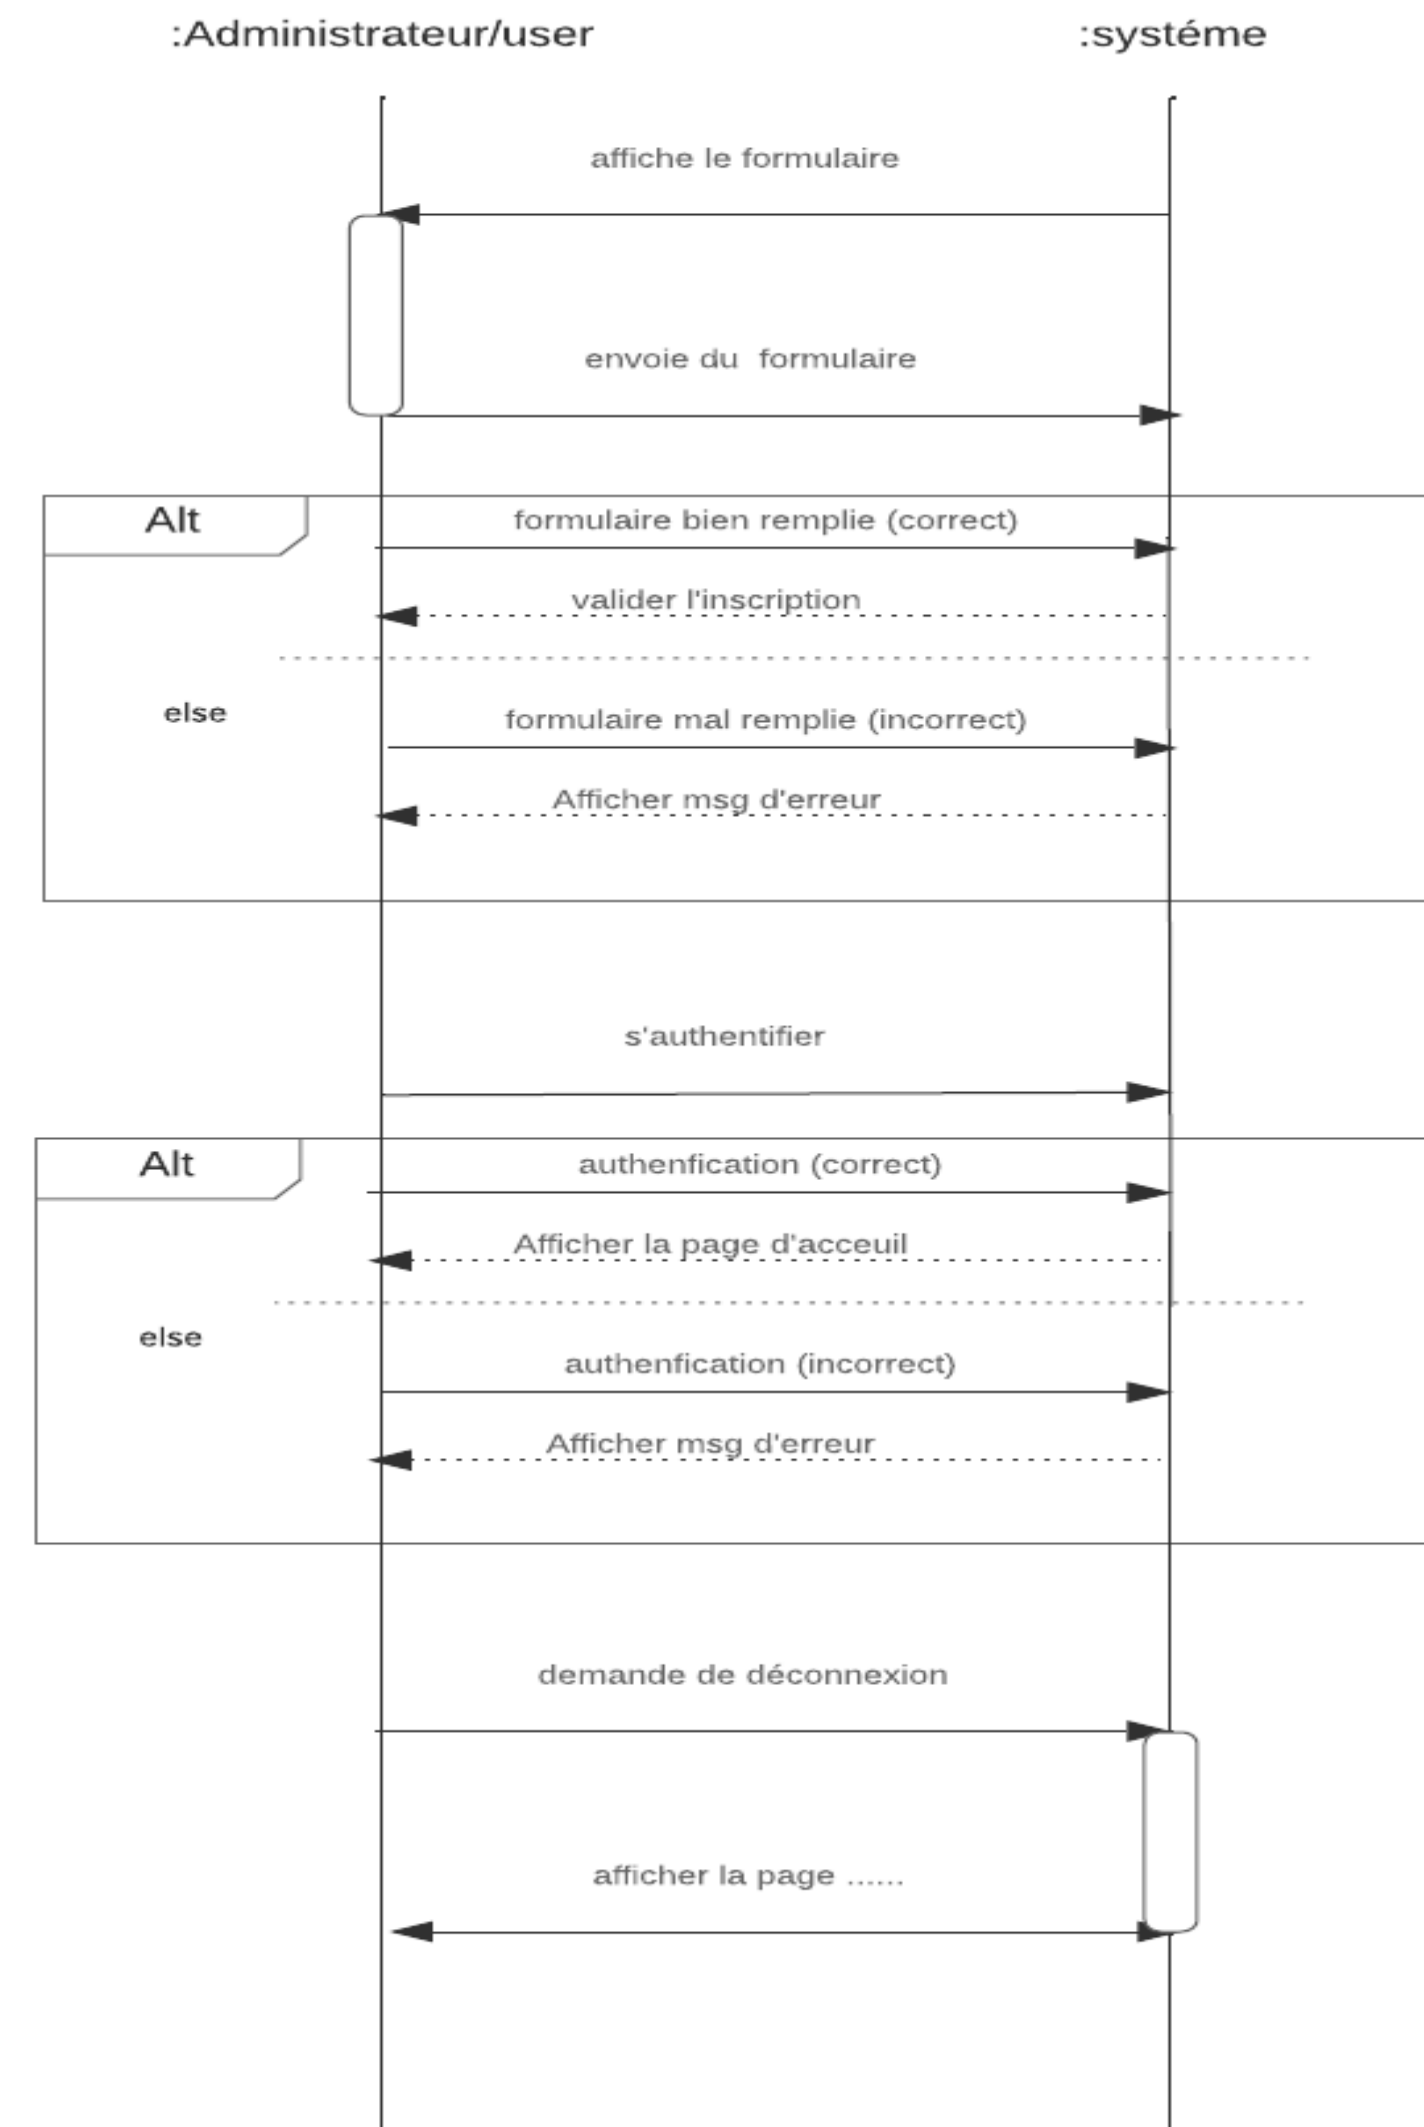 :Administrateur/user
:systéme
affiche le formulaire
envoie du formulaire
Alt
formulaire bien remplie (correct)
valider l'inscription
else
formulaire mal remplie (incorrect)
Afficher msg d'erreur
s'authentifier
Alt
authenfication (correct)
Afficher la page d'acceuil
else
authenfication (incorrect)
Afficher msg d'erreur
demande de déconnexion
afficher la page ......